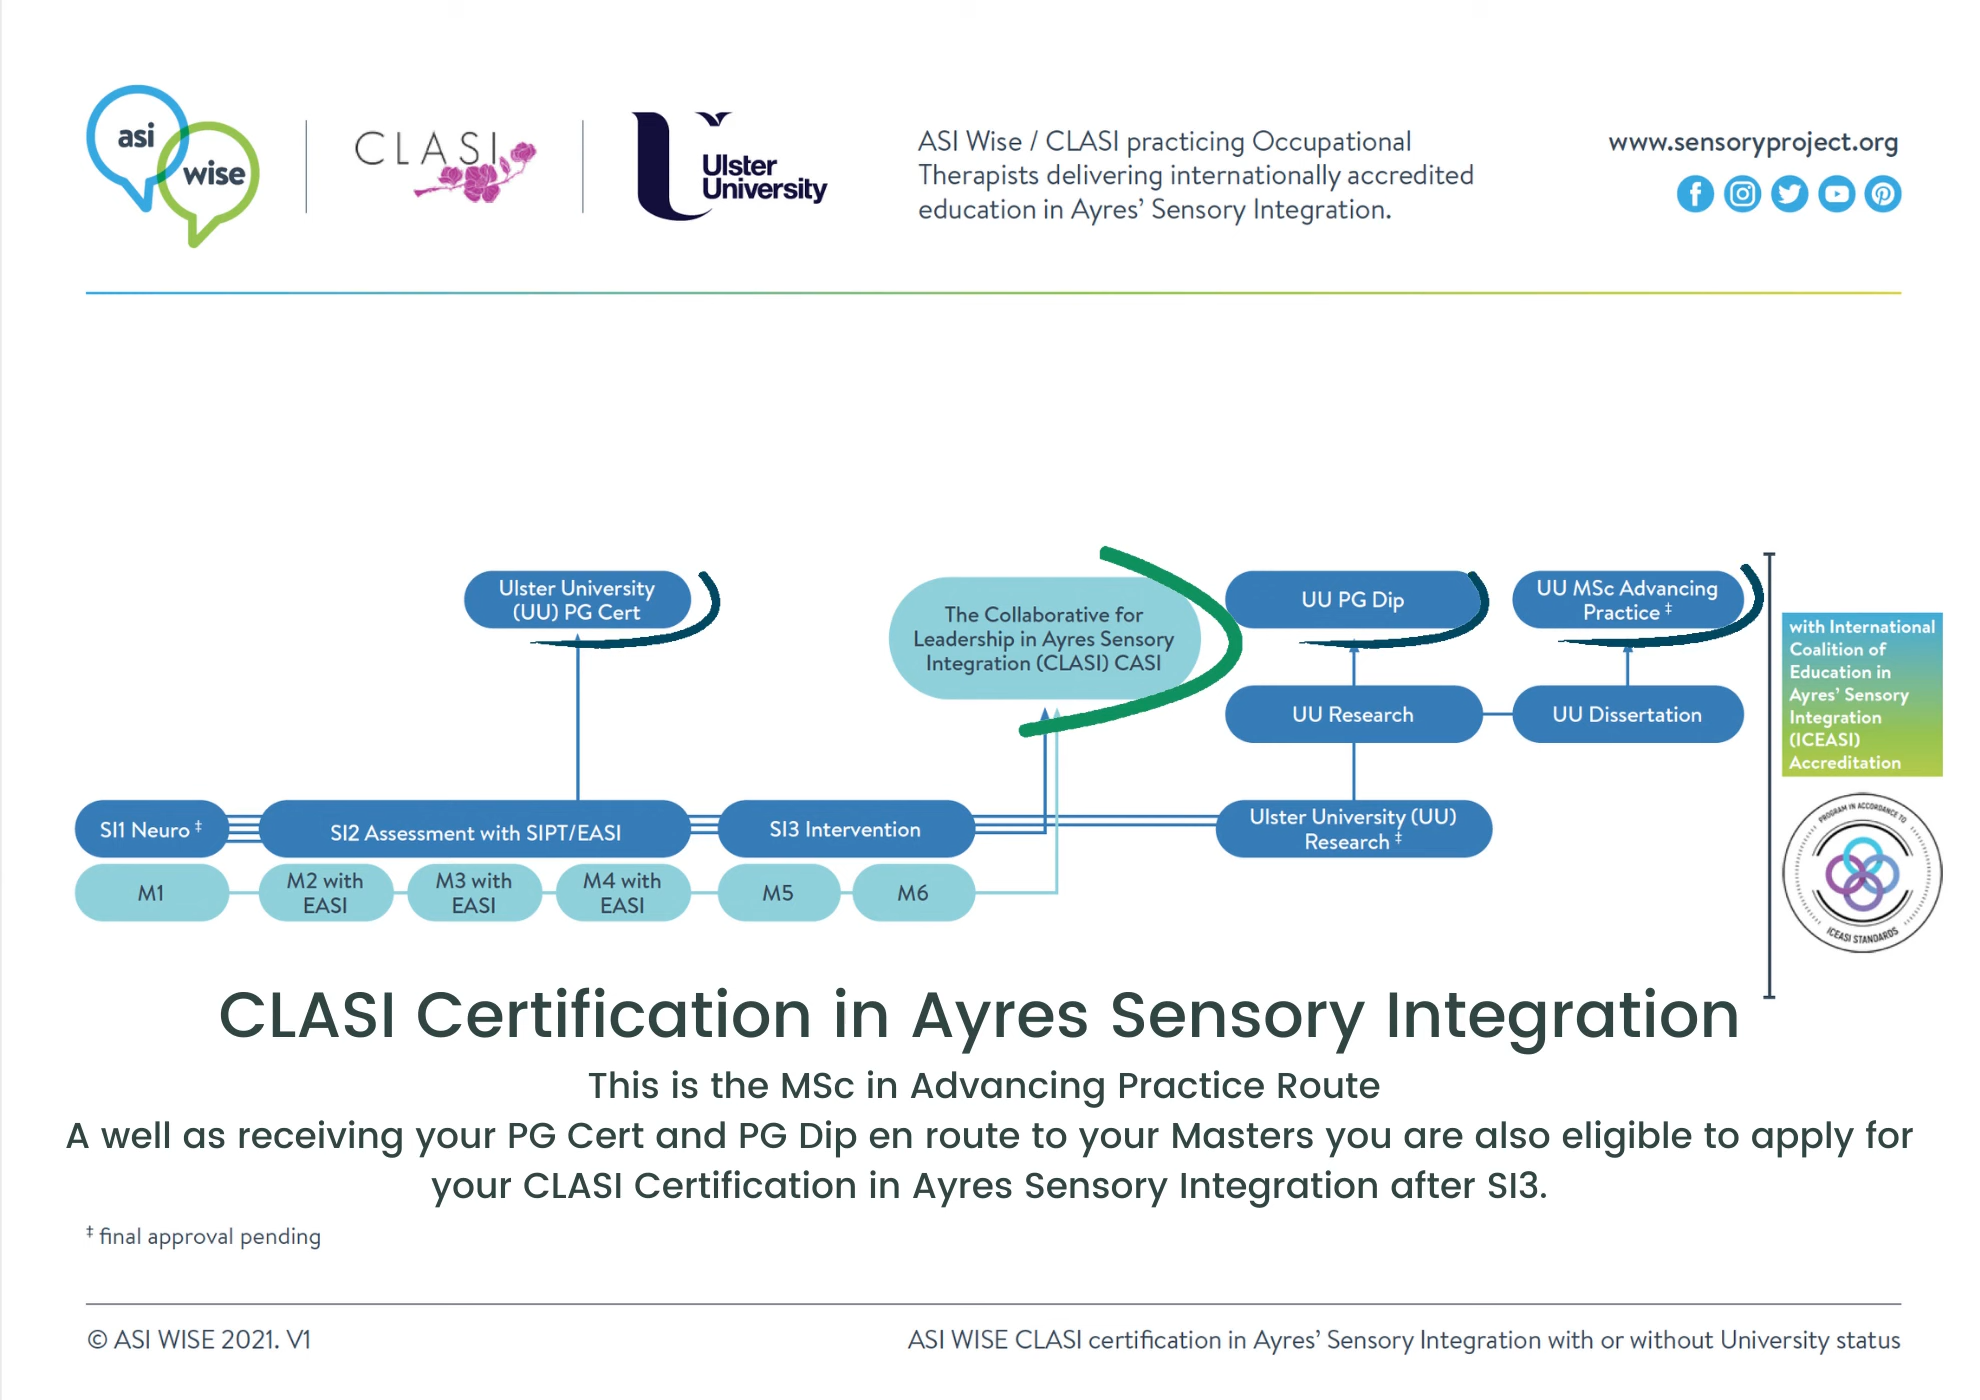 asi
wise
CLASI
Ulster
University
ASI Wise / CLASI practicing Occupational
Therapists delivering internationally accredited
education in Ayres’ Sensory Integration.
www.sensoryproject.org
Ulster University
(UU) PG Cert
The Collaborative for
Leadership in Ayres Sensory
Integration (CLASI) CASI
UU PG Dip
UU MSc Advancing
Practice ‡
with International
Coalition of
Education in
Ayres’ Sensory
Integration
(ICEASI)
Accreditation
UU Research
UU Dissertation
SI1 Neuro ‡
SI2 Assessment with SIPT/EASI
SI3 Intervention
Ulster University (UU)
Research ‡
M1
M2 with
EASI
M3 with
EASI
M4 with
EASI
M5
M6
PROGRAM IN ACCORDANCE TO
ICEASI STANDARDS
CLASI Certification in Ayres Sensory Integration
This is the MSc in Advancing Practice Route
A well as receiving your PG Cert and PG Dip en route to your Masters you are also eligible to apply for
your CLASI Certification in Ayres Sensory Integration after SI3.
‡ final approval pending
© ASI WISE 2021. V1
ASI WISE CLASI certification in Ayres’ Sensory Integration with or without University status